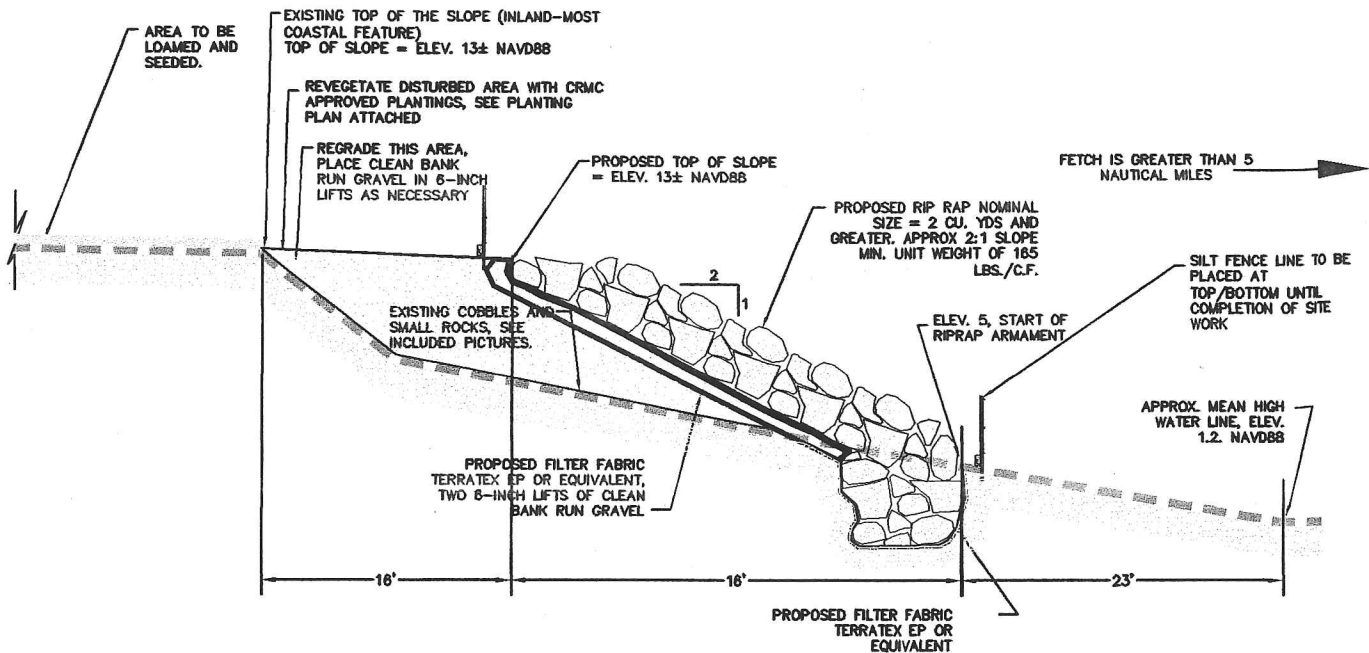 AREA TO BE
LOAMED AND
SEEDED.
EXISTING TOP OF THE SLOPE (INLAND-MOST
COASTAL FEATURE)
TOP OF SLOPE = ELEV. 13± NAVD88
REVEGETATE DISTURBED AREA WITH CRMC
APPROVED PLANTINGS, SEE PLANTING
PLAN ATTACHED
REGRADE THIS AREA,
PLACE CLEAN BANK
RUN GRAVEL IN 6-INCH
LIFTS AS NECESSARY
PROPOSED TOP OF SLOPE
= ELEV. 13± NAVD88
FETCH IS GREATER THAN 5
NAUTICAL MILES
PROPOSED RIP RAP NOMINAL
SIZE = 2 CU. YDS AND
GREATER. APPROX 2:1 SLOPE
MIN. UNIT WEIGHT OF 165
LBS./C.F.
2
1
SILT FENCE LINE TO BE
PLACED AT
TOP/BOTTOM UNTIL
COMPLETION OF SITE
WORK
EXISTING COBBLES AND
SMALL ROCKS, SEE
INCLUDED PICTURES.
ELEV. 5, START OF
RIPRAP ARMAMENT
APPROX. MEAN HIGH
WATER LINE, ELEV.
1.2. NAVD88
PROPOSED FILTER FABRIC
TERRATEX EP OR EQUIVALENT,
TWO 6-INCH LIFTS OF CLEAN
BANK RUN GRAVEL
16'
16'
23'
PROPOSED FILTER FABRIC
TERRATEX EP OR
EQUIVALENT